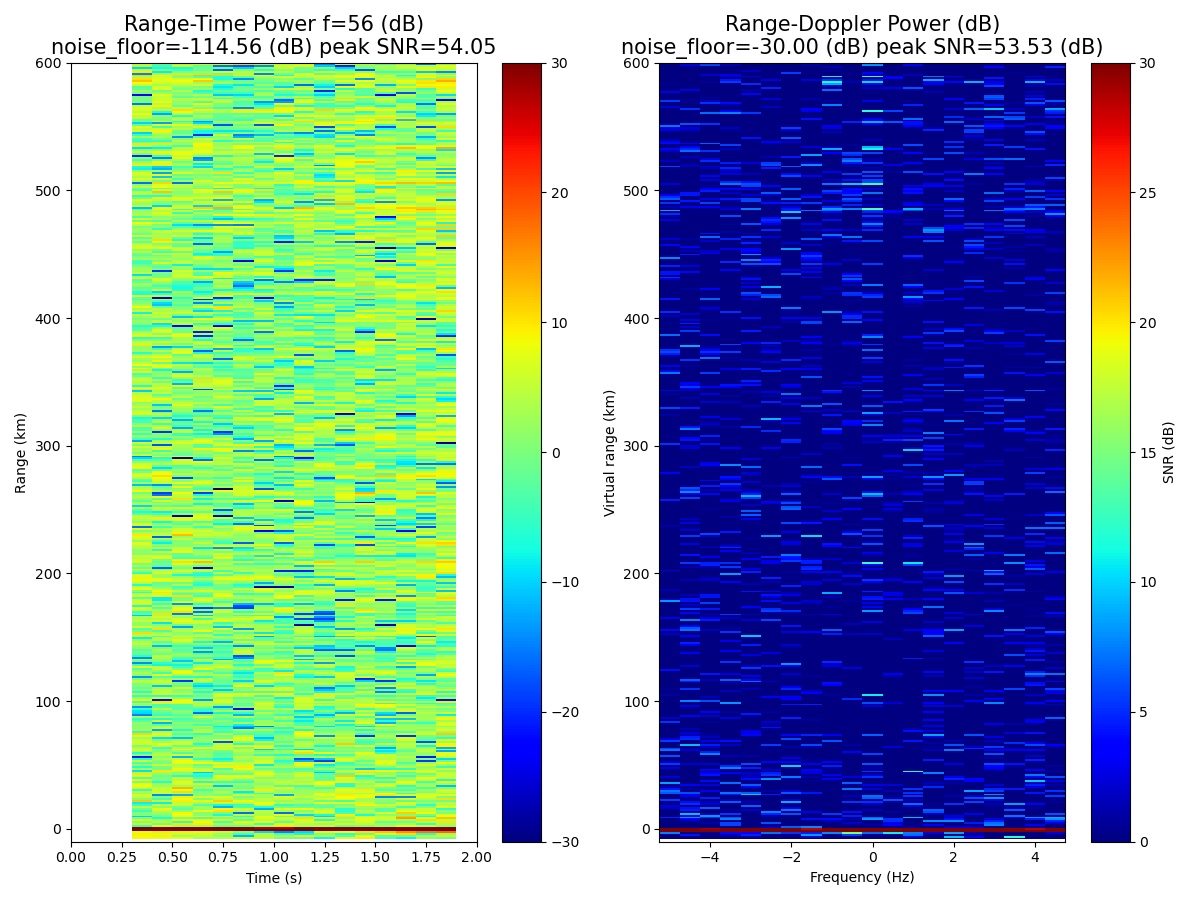 Range-Time Power f=56 (dB)
noise_floor=-114.56 (dB) peak SNR=54.05
Range (km)
600
500
400
300
200
100
0
0.00 0.25 0.50 0.75 1.00 1.25 1.50 1.75 2.00
Time (s)
30
20
10
0
−10
−20
−30
Range-Doppler Power (dB)
noise_floor=-30.00 (dB) peak SNR=53.53 (dB)
Virtual range (km)
600
500
400
300
200
100
0
−4 −2 0 2 4
Frequency (Hz)
30
25
20
15
10
5
0
SNR (dB)